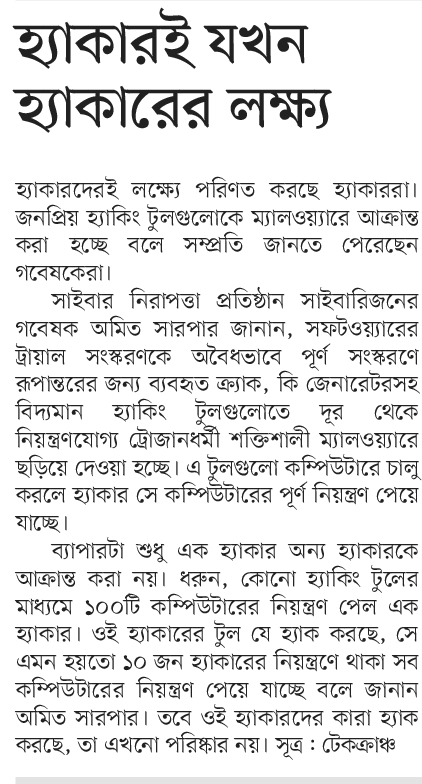 হ্যাকারই যখন
হ্যাকারের লক্ষ্য
হ্যাকারদেরই লক্ষ্যে পরিণত করছে হ্যাকাররা।
জনপ্রিয় হ্যাকিং টুলগুলোকে ম্যালওয়্যারে আক্রান্ত
করা হচ্ছে বলে সম্প্রতি জানতে পেরেছেন
গবেষকেরা।
সাইবার নিরাপত্তা প্রতিষ্ঠান সাইবারিজনের
গবেষক অমিত সারপার জানান, সফটওয়্যারের
ট্রায়াল সংস্করণকে অবৈধভাবে পূর্ণ সংস্করণে
রূপান্তরের জন্য ব্যবহৃত ক্র্যাক, কি জেনারেটরসহ
বিদ্যমান হ্যাকিং টুলগুলোতে দূর থেকে
নিয়ন্ত্রণযোগ্য ট্রোজানধর্মী শক্তিশালী ম্যালওয়্যারে
ছড়িয়ে দেওয়া হচ্ছে। এ টুলগুলো কম্পিউটারে চালু
করলে হ্যাকার সে কম্পিউটারের পূর্ণ নিয়ন্ত্রণ পেয়ে
যাচ্ছে।
ব্যাপারটা শুধু এক হ্যাকার অন্য হ্যাকারকে
আক্রান্ত করা নয়। ধরুন, কোনো হ্যাকিং টুলের
মাধ্যমে ১০০টি কম্পিউটারের নিয়ন্ত্রণ পেল এক
হ্যাকার। ওই হ্যাকারের টুল যে হ্যাক করছে, সে
এমন হয়তো ১০ জন হ্যাকারের নিয়ন্ত্রণে থাকা সব
কম্পিউটারের নিয়ন্ত্রণ পেয়ে যাচ্ছে বলে জানান
অমিত সারপার। তবে ওই হ্যাকারদের কারা হ্যাক
করছে, তা এখনো পরিষ্কার নয়। সূত্র : টেকক্রাঞ্চ